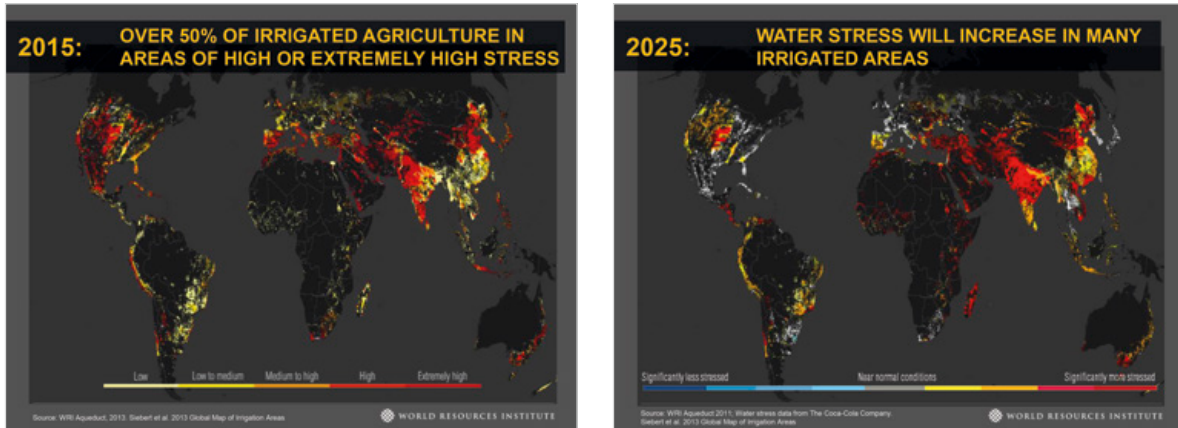 2015:
OVER 50% OF IRRIGATED AGRICULTURE IN
AREAS OF HIGH OR EXTREMELY HIGH STRESS
Low
Low to medium
Medium to high
High
Extremely high
Source: WRI Aqueduct, 2013. Siebert et al. 2013 Global Map of Irrigation Areas
WORLD RESOURCES INSTITUTE
2025:
WATER STRESS WILL INCREASE IN MANY
IRRIGATED AREAS
Significantly less stressed
Near normal conditions
Significantly more stressed
Source: WRI Aqueduct 2011; Water stress data from The Coca-Cola Company.
Siebert et al. 2013 Global Map of Irrigation Areas
WORLD RESOURCES INSTITUTE